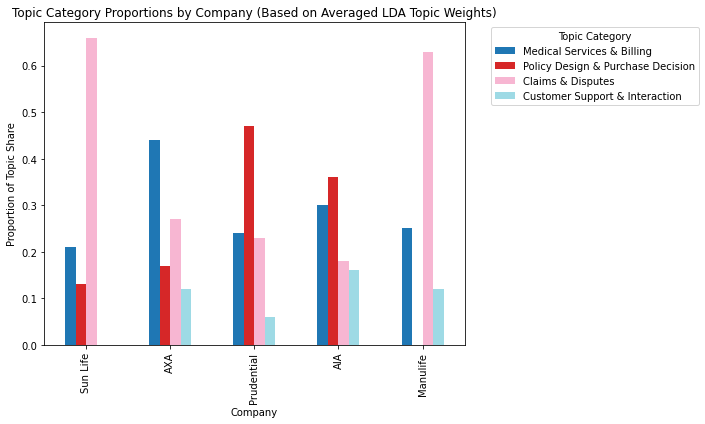 Topic Category Proportions by Company (Based on Averaged LDA Topic Weights)
Topic Category
Medical Services & Billing
Policy Design & Purchase Decision
Claims & Disputes
Customer Support & Interaction
Proportion of Topic Share
0.6
0.5
0.4
0.3
0.2
0.1
0.0
Sun Life
AXA
Prudential
AIA
Manulife
Company